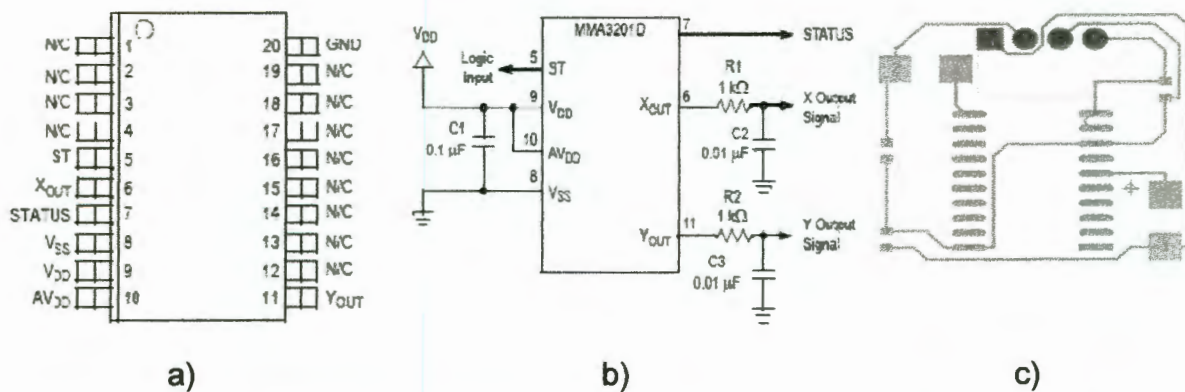 N/C 1 20 GND
N/C 2 19 N/C
N/C 3 18 N/C
N/C 4 17 N/C
ST 5 16 N/C
XOUT 6 15 N/C
STATUS 7 14 N/C
VSS 8 13 N/C
VDD 9 12 N/C
AVDD 10 11 YOUT
a)
VDD
MMA3201D
7 STATUS
Logic
Input
5 ST
R1
1 kΩ
9 VDD
XOUT 6
X Output
Signal
C1
0.1 µF
10 AVDD
C2
0.01 µF
8 VSS
R2
1 kΩ
YOUT 11
Y Output
Signal
C3
0.01 µF
b)
c)